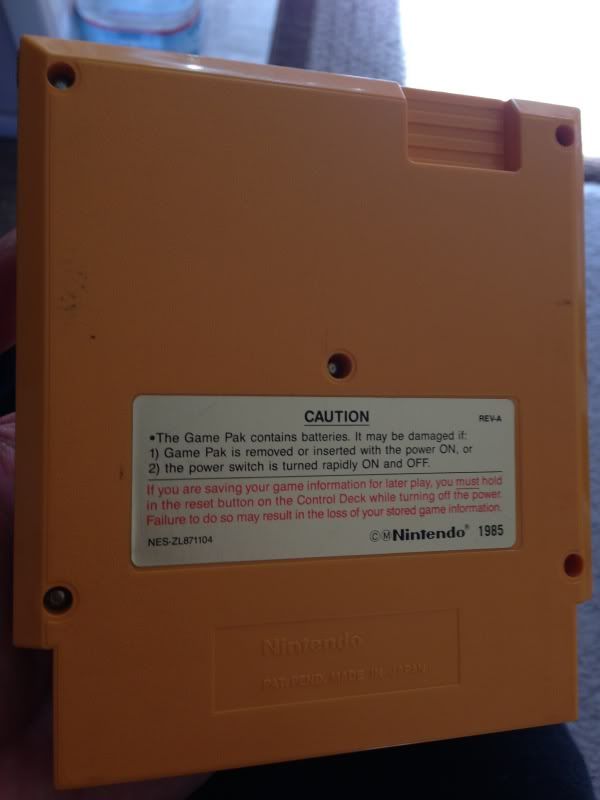 CAUTION
REV-A
•The Game Pak contains batteries. It may be damaged if:
1) Game Pak is removed or inserted with the power ON, or
2) the power switch is turned rapidly ON and OFF.
If you are saving your game information for later play, you must hold
in the reset button on the Control Deck while turning off the power.
Failure to do so may result in the loss of your stored game information.
NES-ZL871104
©ⓂNintendo® 1985
Nintendo
PAT. PEND. MADE IN JAPAN